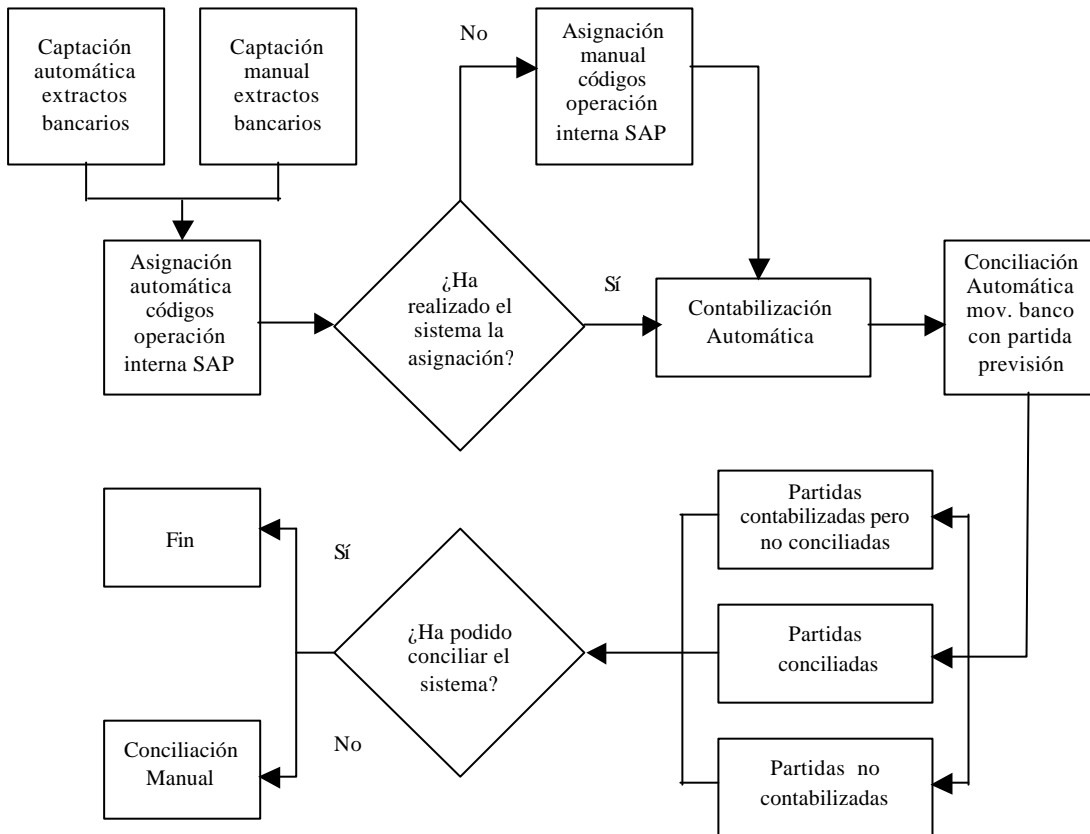 Captación
automática
extractos
bancarios
Captación
manual
extractos
bancarios
No
Asignación
manual
códigos
operación
interna SAP
Asignación
automática
códigos
operación
interna SAP
¿Ha
realizado el
sistema la
asignación?
Sí
Contabilización
Automática
Conciliación
Automática
mov. banco
con partida
previsión
Fin
Sí
¿Ha podido
conciliar el
sistema?
No
Conciliación
Manual
Partidas
contabilizadas pero
no conciliadas
Partidas
conciliadas
Partidas no
contabilizadas